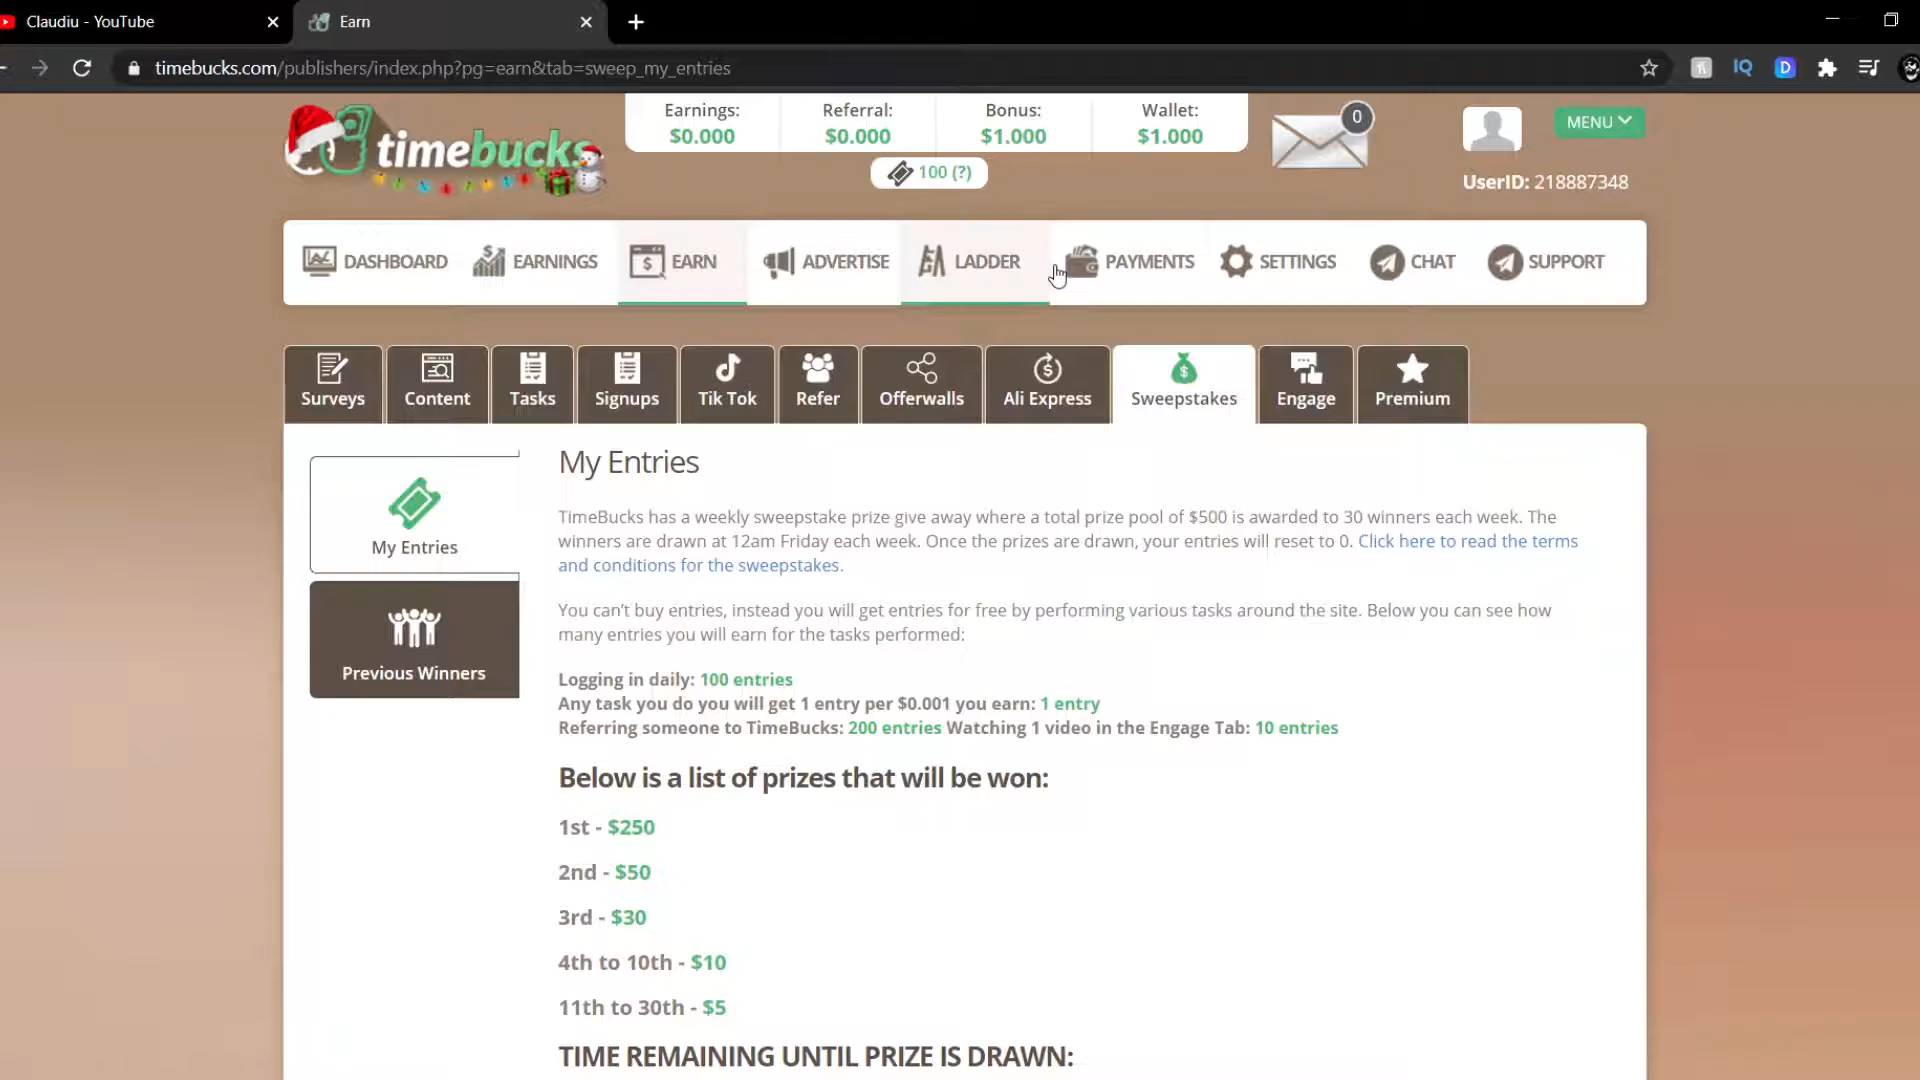 Claudiu - YouTube
Earn
timebucks.com/publishers/index.php?pg=earn&tab=sweep_my_entries
IQ
D
timebucks
Earnings: Referral: Bonus: Wallet:
$0.000 $0.000 $1.000 $1.000
100 (?)
0
MENU
UserID: 218887348
DASHBOARD EARNINGS EARN ADVERTISE LADDER PAYMENTS SETTINGS CHAT SUPPORT
Surveys Content Tasks Signups Tik Tok Refer Offerwalls Ali Express Sweepstakes Engage Premium
My Entries
Previous Winners
My Entries
TimeBucks has a weekly sweepstake prize give away where a total prize pool of $500 is awarded to 30 winners each week. The
winners are drawn at 12am Friday each week. Once the prizes are drawn, your entries will reset to 0. Click here to read the terms
and conditions for the sweepstakes.
You can't buy entries, instead you will get entries for free by performing various tasks around the site. Below you can see how
many entries you will earn for the tasks performed:
Logging in daily: 100 entries
Any task you do you will get 1 entry per $0.001 you earn: 1 entry
Referring someone to TimeBucks: 200 entries Watching 1 video in the Engage Tab: 10 entries
Below is a list of prizes that will be won:
1st - $250
2nd - $50
3rd - $30
4th to 10th - $10
11th to 30th - $5
TIME REMAINING UNTIL PRIZE IS DRAWN: